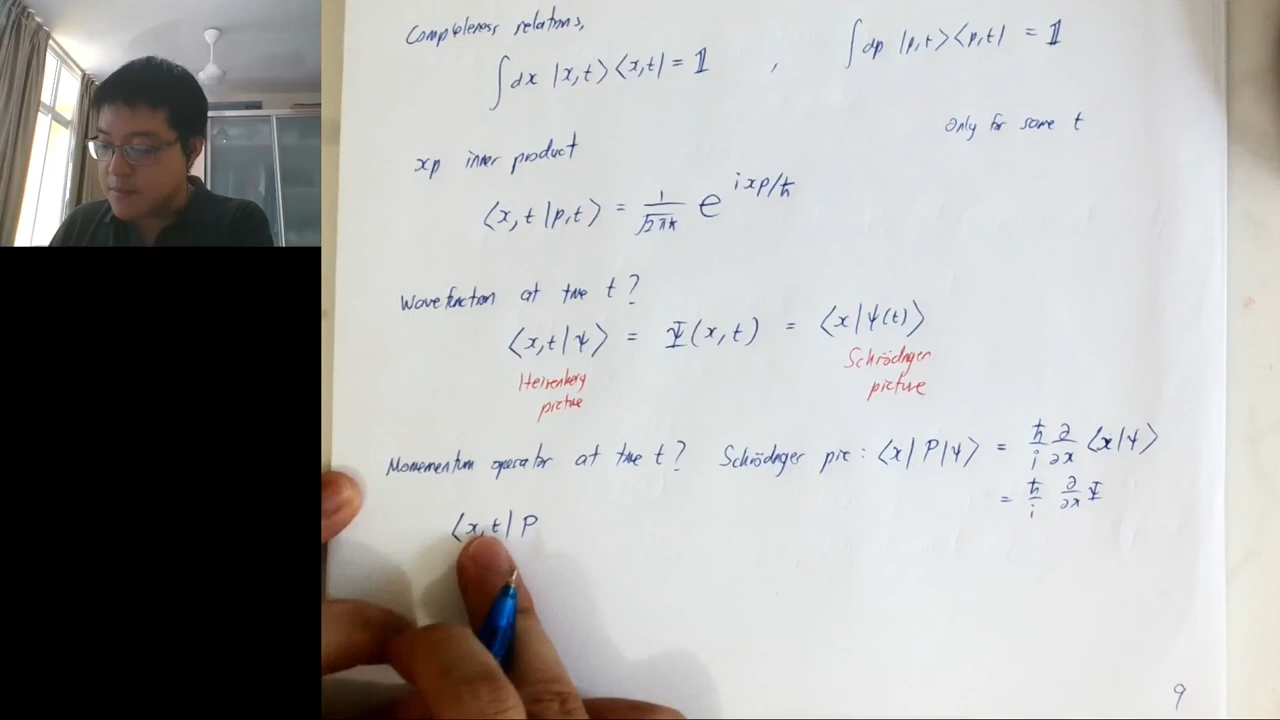 Completeness relations,
∫dx |x,t⟩⟨x,t| = 𝟙 , ∫dp |p,t⟩⟨p,t| = 𝟙
only for same t
xp inner product
⟨x,t|p,t⟩ = 1/√2πħ e^{ixp/ħ}
Wavefunction at time t?
⟨x,t|Ψ⟩ = Ψ(x,t) = ⟨x|Ψ(t)⟩
Heisenberg picture
Schrödinger picture
Momementum operator at time t? Schrödinger pic: ⟨x|P|Ψ⟩ = ħ/i ∂/∂x ⟨x|Ψ⟩
= ħ/i ∂/∂x Ψ
⟨x,t| P
9